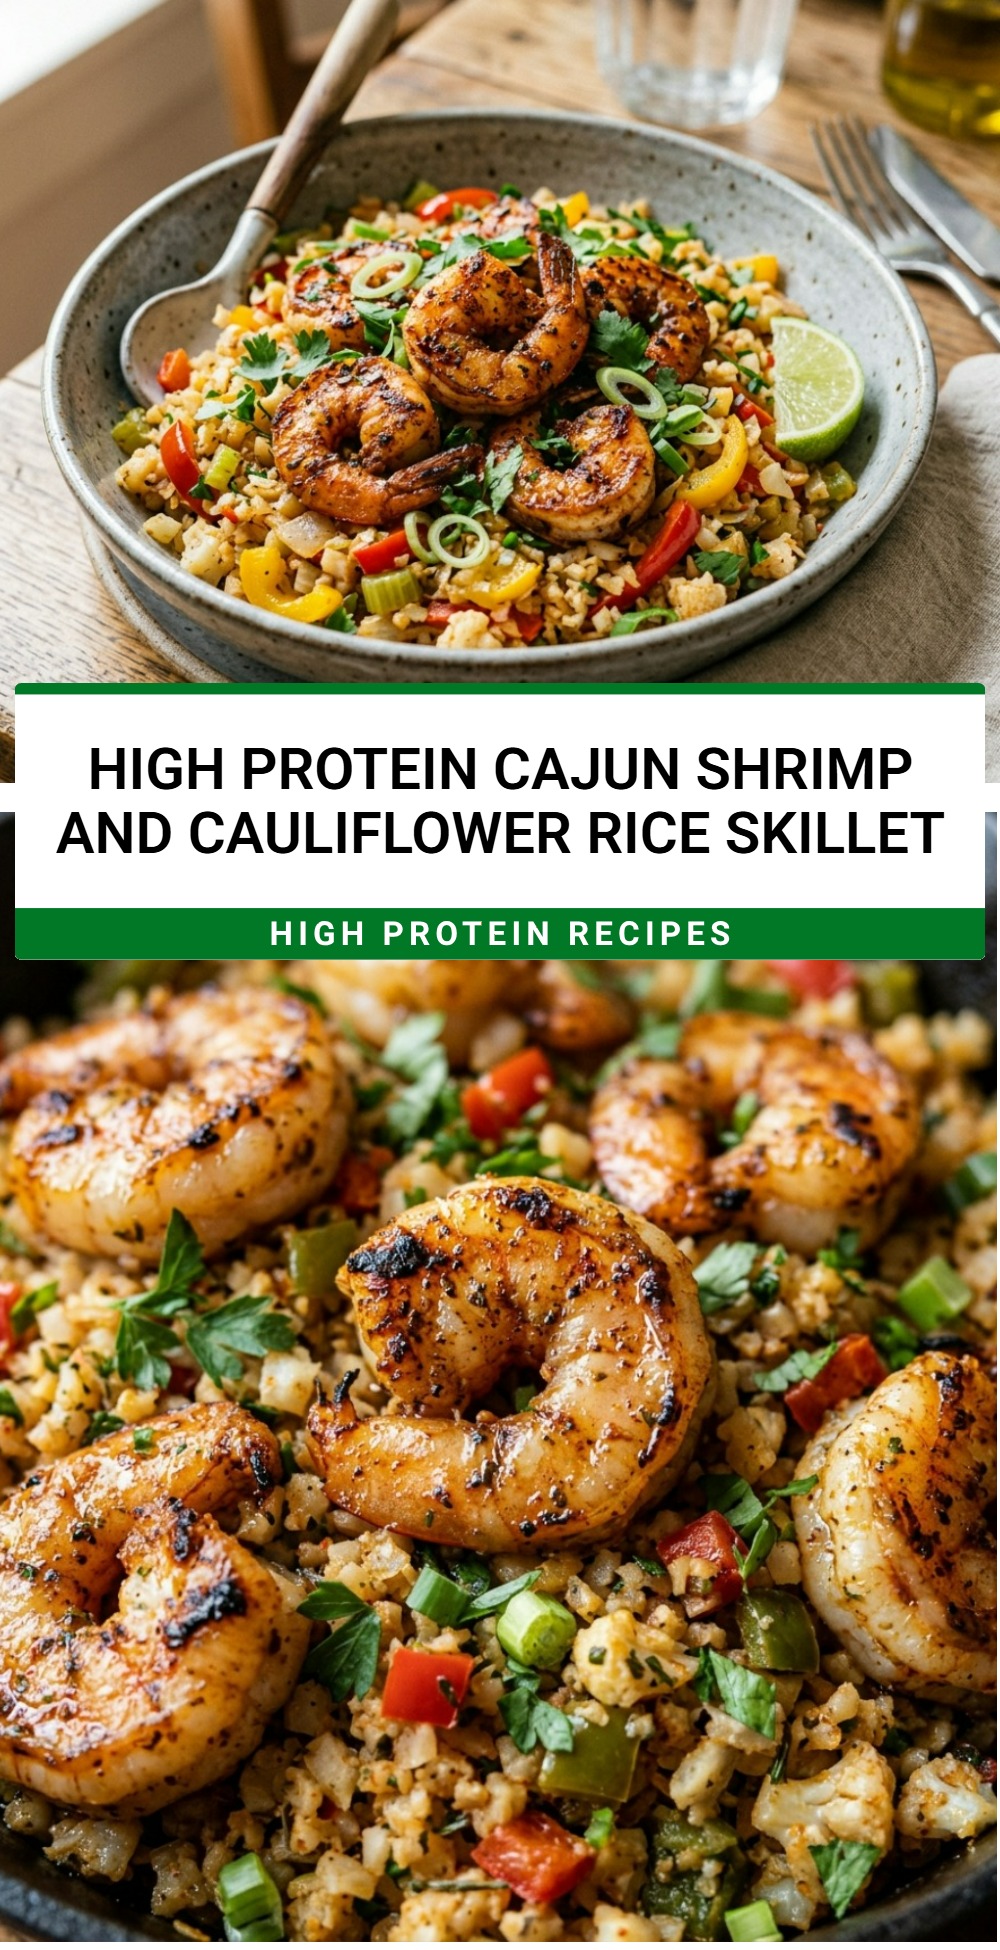 HIGH PROTEIN CAJUN SHRIMP
AND CAULIFLOWER RICE SKILLET
HIGH PROTEIN RECIPES